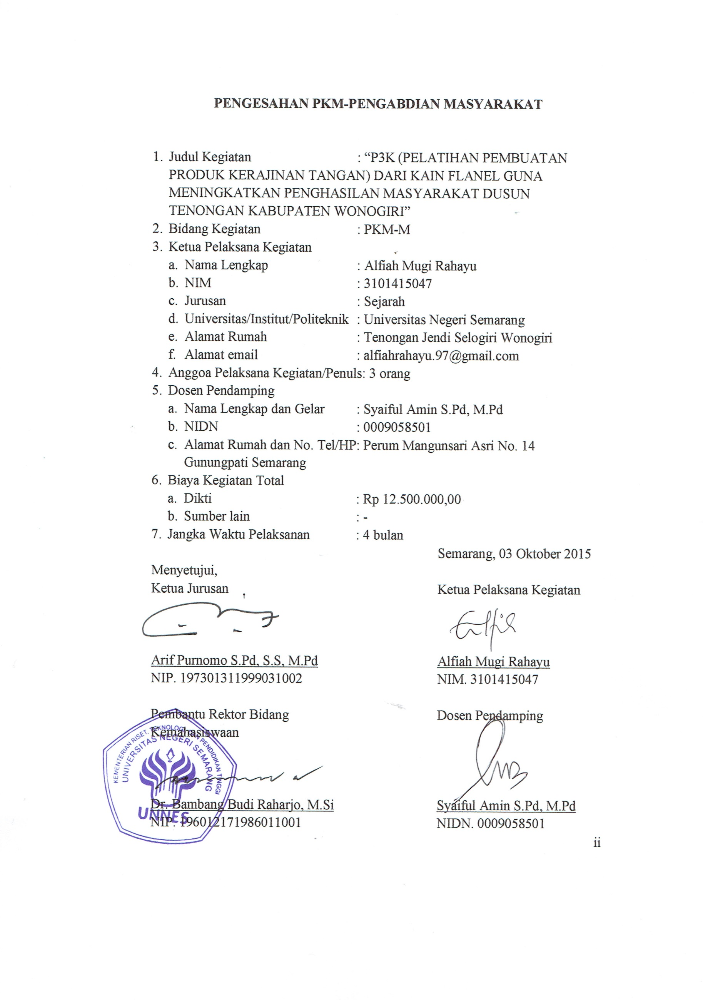 PENGESAHAN PKM-PENGABDIAN MASYARAKAT
1. Judul Kegiatan : “P3K (PELATIHAN PEMBUATAN
PRODUK KERAJINAN TANGAN) DARI KAIN FLANEL GUNA
MENINGKATKAN PENGHASILAN MASYARAKAT DUSUN
TENONGAN KABUPATEN WONOGIRI”
2. Bidang Kegiatan : PKM-M
3. Ketua Pelaksana Kegiatan
a. Nama Lengkap : Alfiah Mugi Rahayu
b. NIM : 3101415047
c. Jurusan : Sejarah
d. Universitas/Institut/Politeknik : Universitas Negeri Semarang
e. Alamat Rumah : Tenongan Jendi Selogiri Wonogiri
f. Alamat email : alfiahrahayu.97@gmail.com
4. Anggoa Pelaksana Kegiatan/Penuls: 3 orang
5. Dosen Pendamping
a. Nama Lengkap dan Gelar : Syaiful Amin S.Pd, M.Pd
b. NIDN : 0009058501
c. Alamat Rumah dan No. Tel/HP: Perum Mangunsari Asri No. 14
Gunungpati Semarang
6. Biaya Kegiatan Total
a. Dikti : Rp 12.500.000,00
b. Sumber lain : -
7. Jangka Waktu Pelaksanan : 4 bulan
Semarang, 03 Oktober 2015
Menyetujui,
Ketua Jurusan
Ketua Pelaksana Kegiatan
Arif Purnomo S.Pd, S.S, M.Pd
NIP. 197301311999031002
Alfiah Mugi Rahayu
NIM. 3101415047
Pembantu Rektor Bidang
Kemahasiswaan
Dosen Pendamping
KEMENTERIAN RISET, TEKNOLOGI, DAN PENDIDIKAN TINGGI
UNIVERSITAS NEGERI SEMARANG
UNNES
Dr. Bambang Budi Raharjo, M.Si
NIP. 196012171986011001
Syaiful Amin S.Pd, M.Pd
NIDN. 0009058501
ii